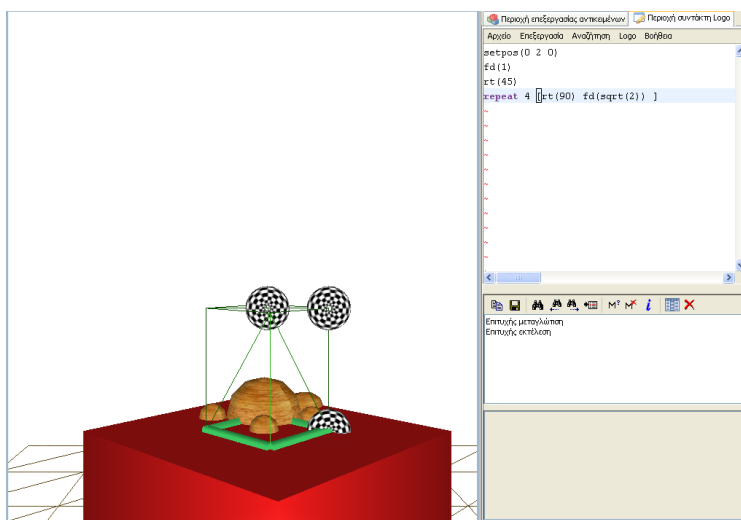 Περιοχή επεξεργασίας αντικειμένων Περιοχή συντάκτη Logo
Αρχείο Επεξεργασία Αναζήτηση Logo Βοήθεια
setpos(0 2 0)
fd(1)
rt(45)
repeat 4 [rt(90) fd(sqrt(2)) ]
~
~
~
~
~
~
~
~
~
~
~
M? M i
Επιτυχής μεταγλώτιση
Επιτυχής εκτέλεση